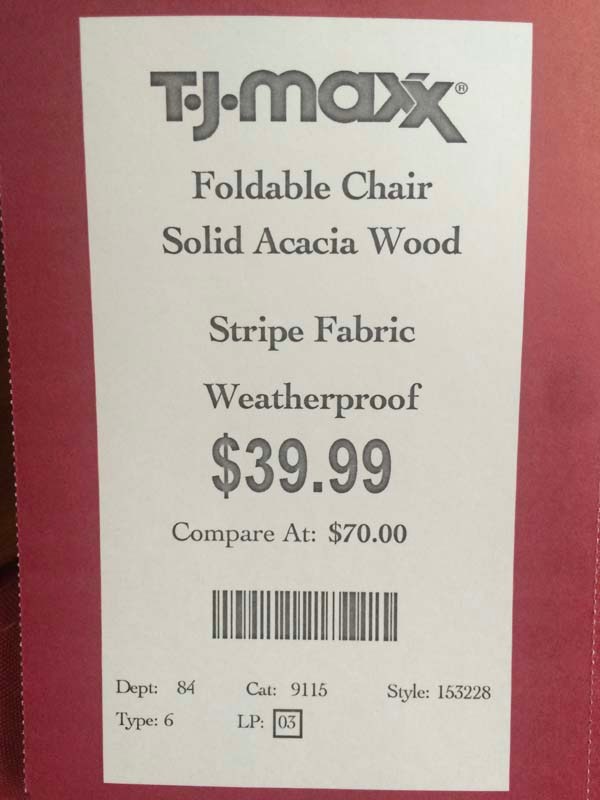 T·J·maxx®
Foldable Chair
Solid Acacia Wood
Stripe Fabric
Weatherproof
$39.99
Compare At: $70.00
Dept: 84 Cat: 9115 Style: 153228
Type: 6 LP: 03